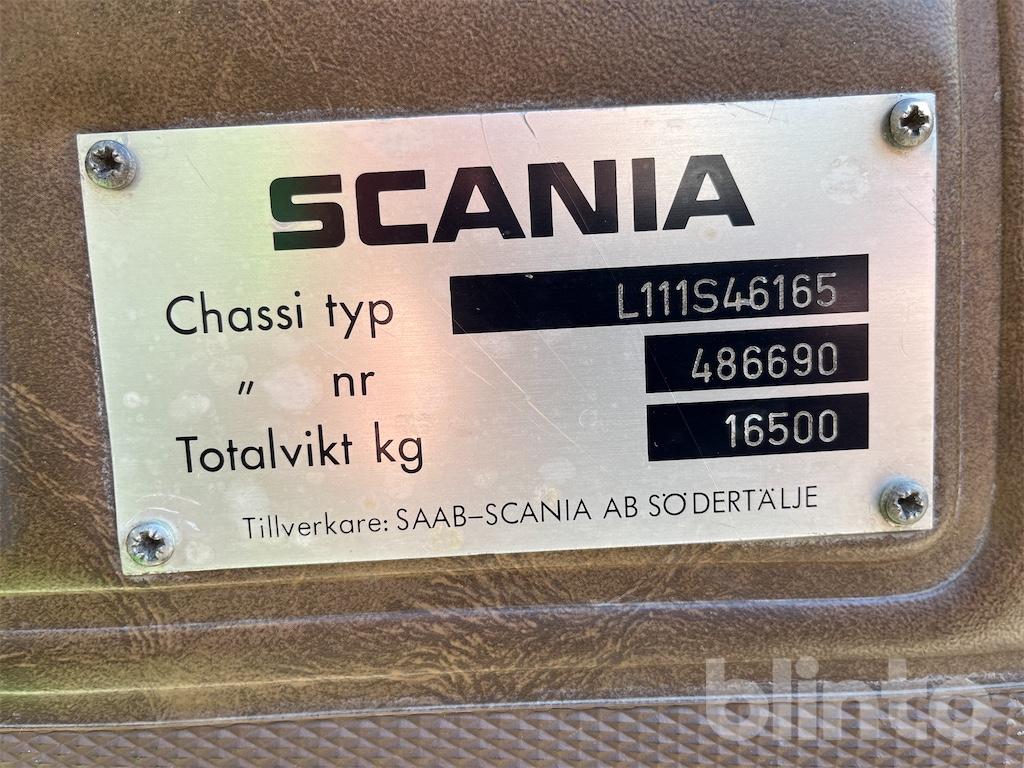 SCANIA
Chassi typ L111S46165
〃 nr 486690
Totalvikt kg 16500
Tillverkare: SAAB-SCANIA AB SÖDERTÄLJE
blinto